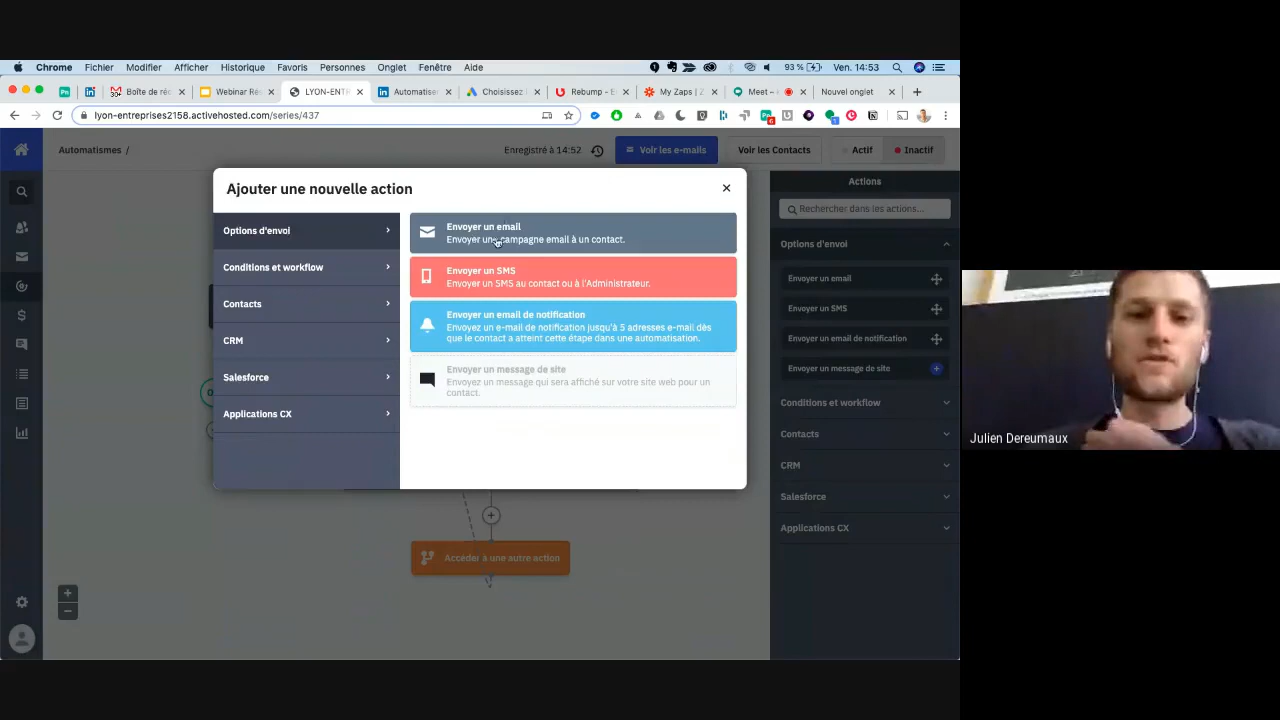 Chrome Fichier Modifier Afficher Historique Favoris Personnes Onglet Fenêtre Aide 93 % Ven. 14:53
Boîte de réc Webinar Ré LYON-ENTR Automatise Choisissez Rebump - E My Zaps | Z Meet – Nouvel onglet
lyon-entreprises2158.activehosted.com/series/437
Automatismes / Enregistré à 14:52 Voir les e-mails Voir les Contacts Actif Inactif
Ajouter une nouvelle action
Options d'envoi
Conditions et workflow
Contacts
CRM
Salesforce
Applications CX
Envoyer un email
Envoyer une campagne email à un contact.
Envoyer un SMS
Envoyer un SMS au contact ou à l'Administrateur.
Envoyer un email de notification
Envoyez un e-mail de notification jusqu'à 5 adresses e-mail dès
que le contact a atteint cette étape dans une automatisation.
Envoyer un message de site
Envoyez un message qui sera affiché sur votre site web pour un
contact.
Accéder à une autre action
Actions
Rechercher dans les actions...
Options d'envoi
Envoyer un email
Envoyer un SMS
Envoyer un email de notification
Envoyer un message de site
Conditions et workflow
Contacts
CRM
Salesforce
Applications CX
Julien Dereumaux